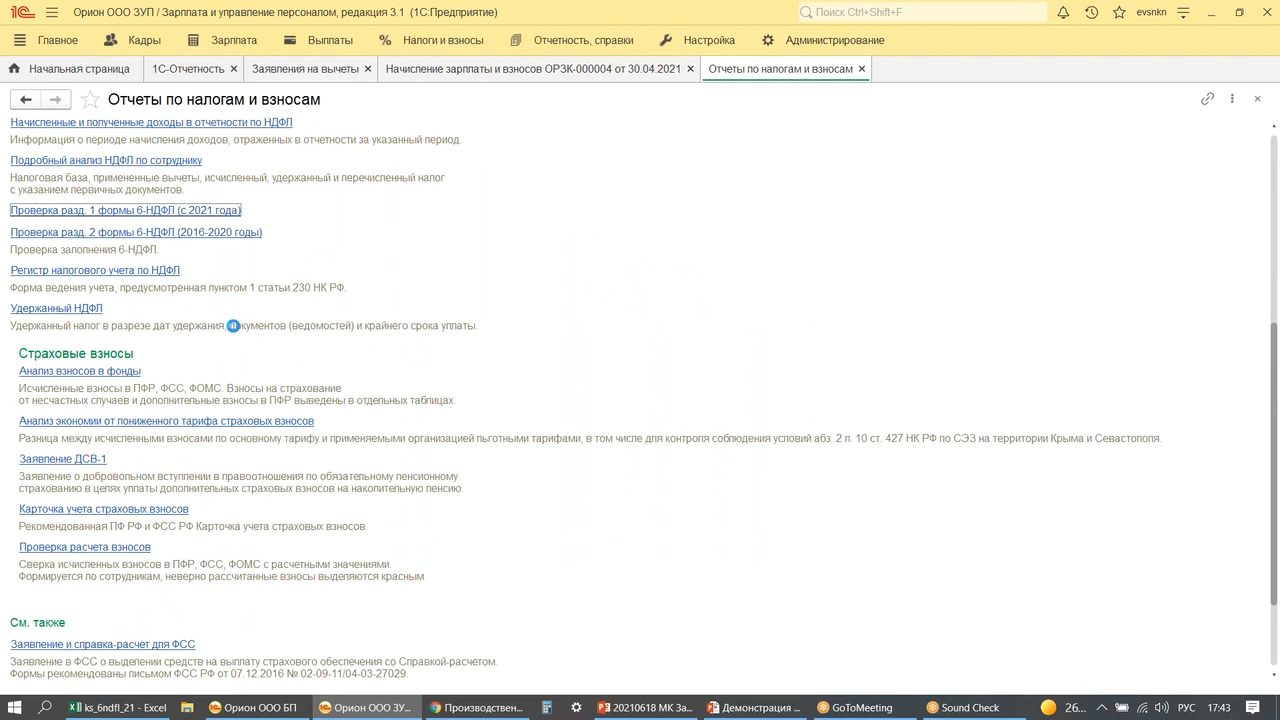 Орион ООО ЗУП / Зарплата и управление персоналом, редакция 3.1 (1С:Предприятие)
Поиск Ctrl+Shift+F
evsnkn
Главное
Кадры
Зарплата
Выплаты
Налоги и взносы
Отчетность, справки
Настройка
Администрирование
Начальная страница
1С-Отчетность
Заявления на вычеты
Начисление зарплаты и взносов ОРЗК-000004 от 30.04.2021
Отчеты по налогам и взносам
Отчеты по налогам и взносам
Начисленные и полученные доходы в отчетности по НДФЛ
Информация о периоде начисления доходов, отраженных в отчетности за указанный период.
Подробный анализ НДФЛ по сотруднику
Налоговая база, примененные вычеты, исчисленный, удержанный и перечисленный налог
с указанием первичных документов.
Проверка разд. 1 формы 6-НДФЛ (с 2021 года)
Проверка разд. 2 формы 6-НДФЛ (2016-2020 годы)
Проверка заполнения 6-НДФЛ.
Регистр налогового учета по НДФЛ
Форма ведения учета, предусмотренная пунктом 1 статьи 230 НК РФ.
Удержанный НДФЛ
Удержанный налог в разрезе дат удержания, документов (ведомостей) и крайнего срока уплаты.
Страховые взносы
Анализ взносов в фонды
Исчисленные взносы в ПФР, ФСС, ФОМС. Взносы на страхование
от несчастных случаев и дополнительные взносы в ПФР выведены в отдельных таблицах.
Анализ экономии от пониженного тарифа страховых взносов
Разница между исчисленными взносами по основному тарифу и применяемыми организацией льготными тарифами, в том числе для контроля соблюдения условий абз. 2 п. 10 ст. 427 НК РФ по СЭЗ на территории Крыма и Севастополя.
Заявление ДСВ-1
Заявление о добровольном вступлении в правоотношения по обязательному пенсионному
страхованию в целях уплаты дополнительных страховых взносов на накопительную пенсию.
Карточка учета страховых взносов
Рекомендованная ПФ РФ и ФСС РФ Карточка учета страховых взносов.
Проверка расчета взносов
Сверка исчисленных взносов в ПФР, ФСС, ФОМС с расчетными значениями.
Формируется по сотрудникам, неверно рассчитанные взносы выделяются красным.
См. также
Заявление и справка-расчет для ФСС
Заявление в ФСС о выделении средств на выплату страхового обеспечения со Справкой-расчетом.
Формы рекомендованы письмом ФСС РФ от 07.12.2016 № 02-09-11/04-03-27029.
ks_6ndfl_21 - Excel
Орион ООО БП
Орион ООО ЗУ...
Производствен...
20210618 МК За...
Демонстрация ...
GoToMeeting
Sound Check
26...
РУС
17:43